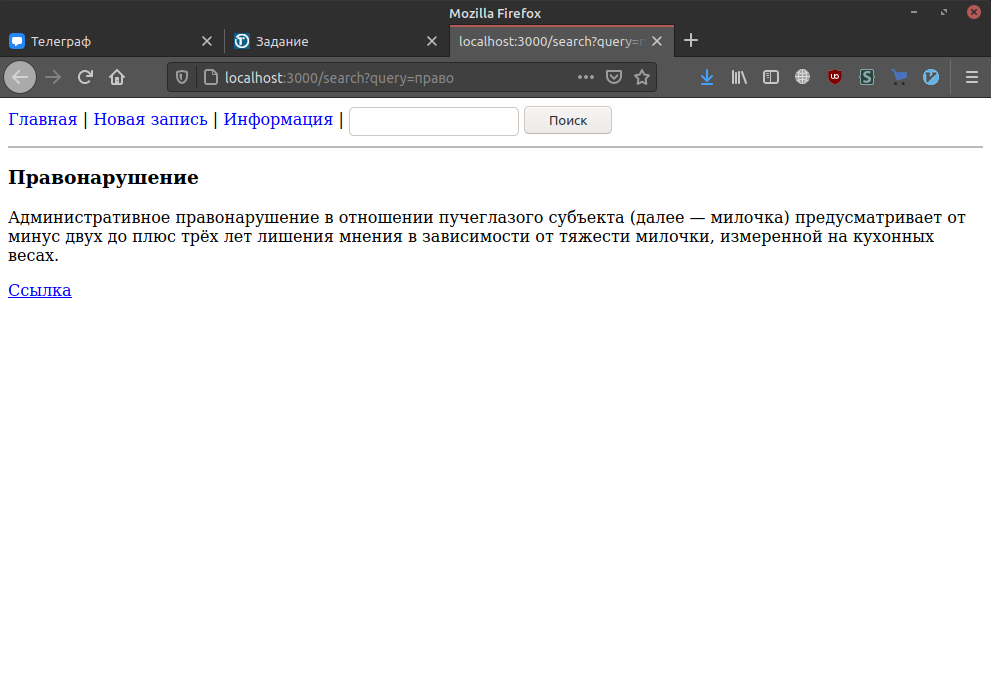 Mozilla Firefox
Телеграф
Задание
localhost:3000/search?query=п
localhost:3000/search?query=право
Главная | Новая запись | Информация | Поиск
Правонарушение
Административное правонарушение в отношении пучеглазого субъекта (далее — милочка) предусматривает от
минус двух до плюс трёх лет лишения мнения в зависимости от тяжести милочки, измеренной на кухонных
весах.
Ссылка